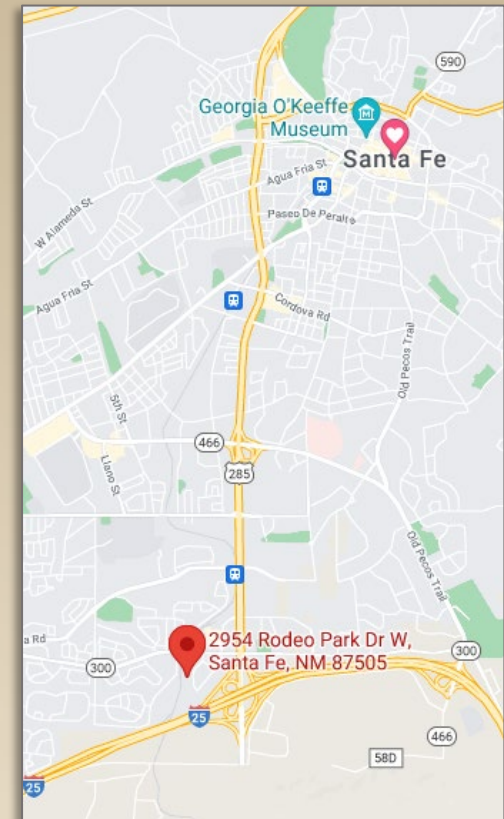 590
Georgia O'Keeffe
Museum
Santa Fe
Agua Fria St
W Alameda St
Paseo De Peralta
Agua Fria St
Cordova Rd
Old Pecos Trail
5th St
466
Llano St
285
Old Pecos Trail
a Rd
2954 Rodeo Park Dr W,
Santa Fe, NM 87505
300
300
25
466
58D
25